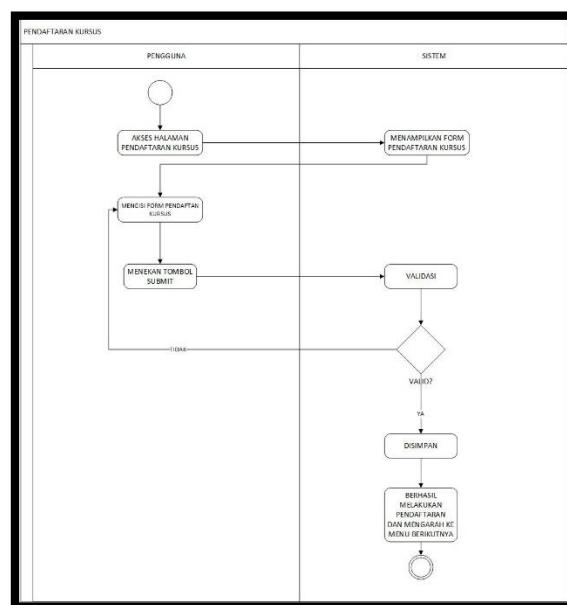 PENDAFTARAN KURSUS
PENGGUNA
SISTEM
AKSES HALAMAN
PENDAFTARAN KURSUS
MENAMPILKAN FORM
PENDAFTARAN KURSUS
MENGISI FORM PENDAFTAN
KURSUS
MENEKAN TOMBOL
SUBMIT
VALIDASI
TIDAK
VALID?
YA
DISIMPAN
BERHASIL
MELAKUKAN
PENDAFTARAN
DAN MENGARAH KE
MENU BERIKUTNYA